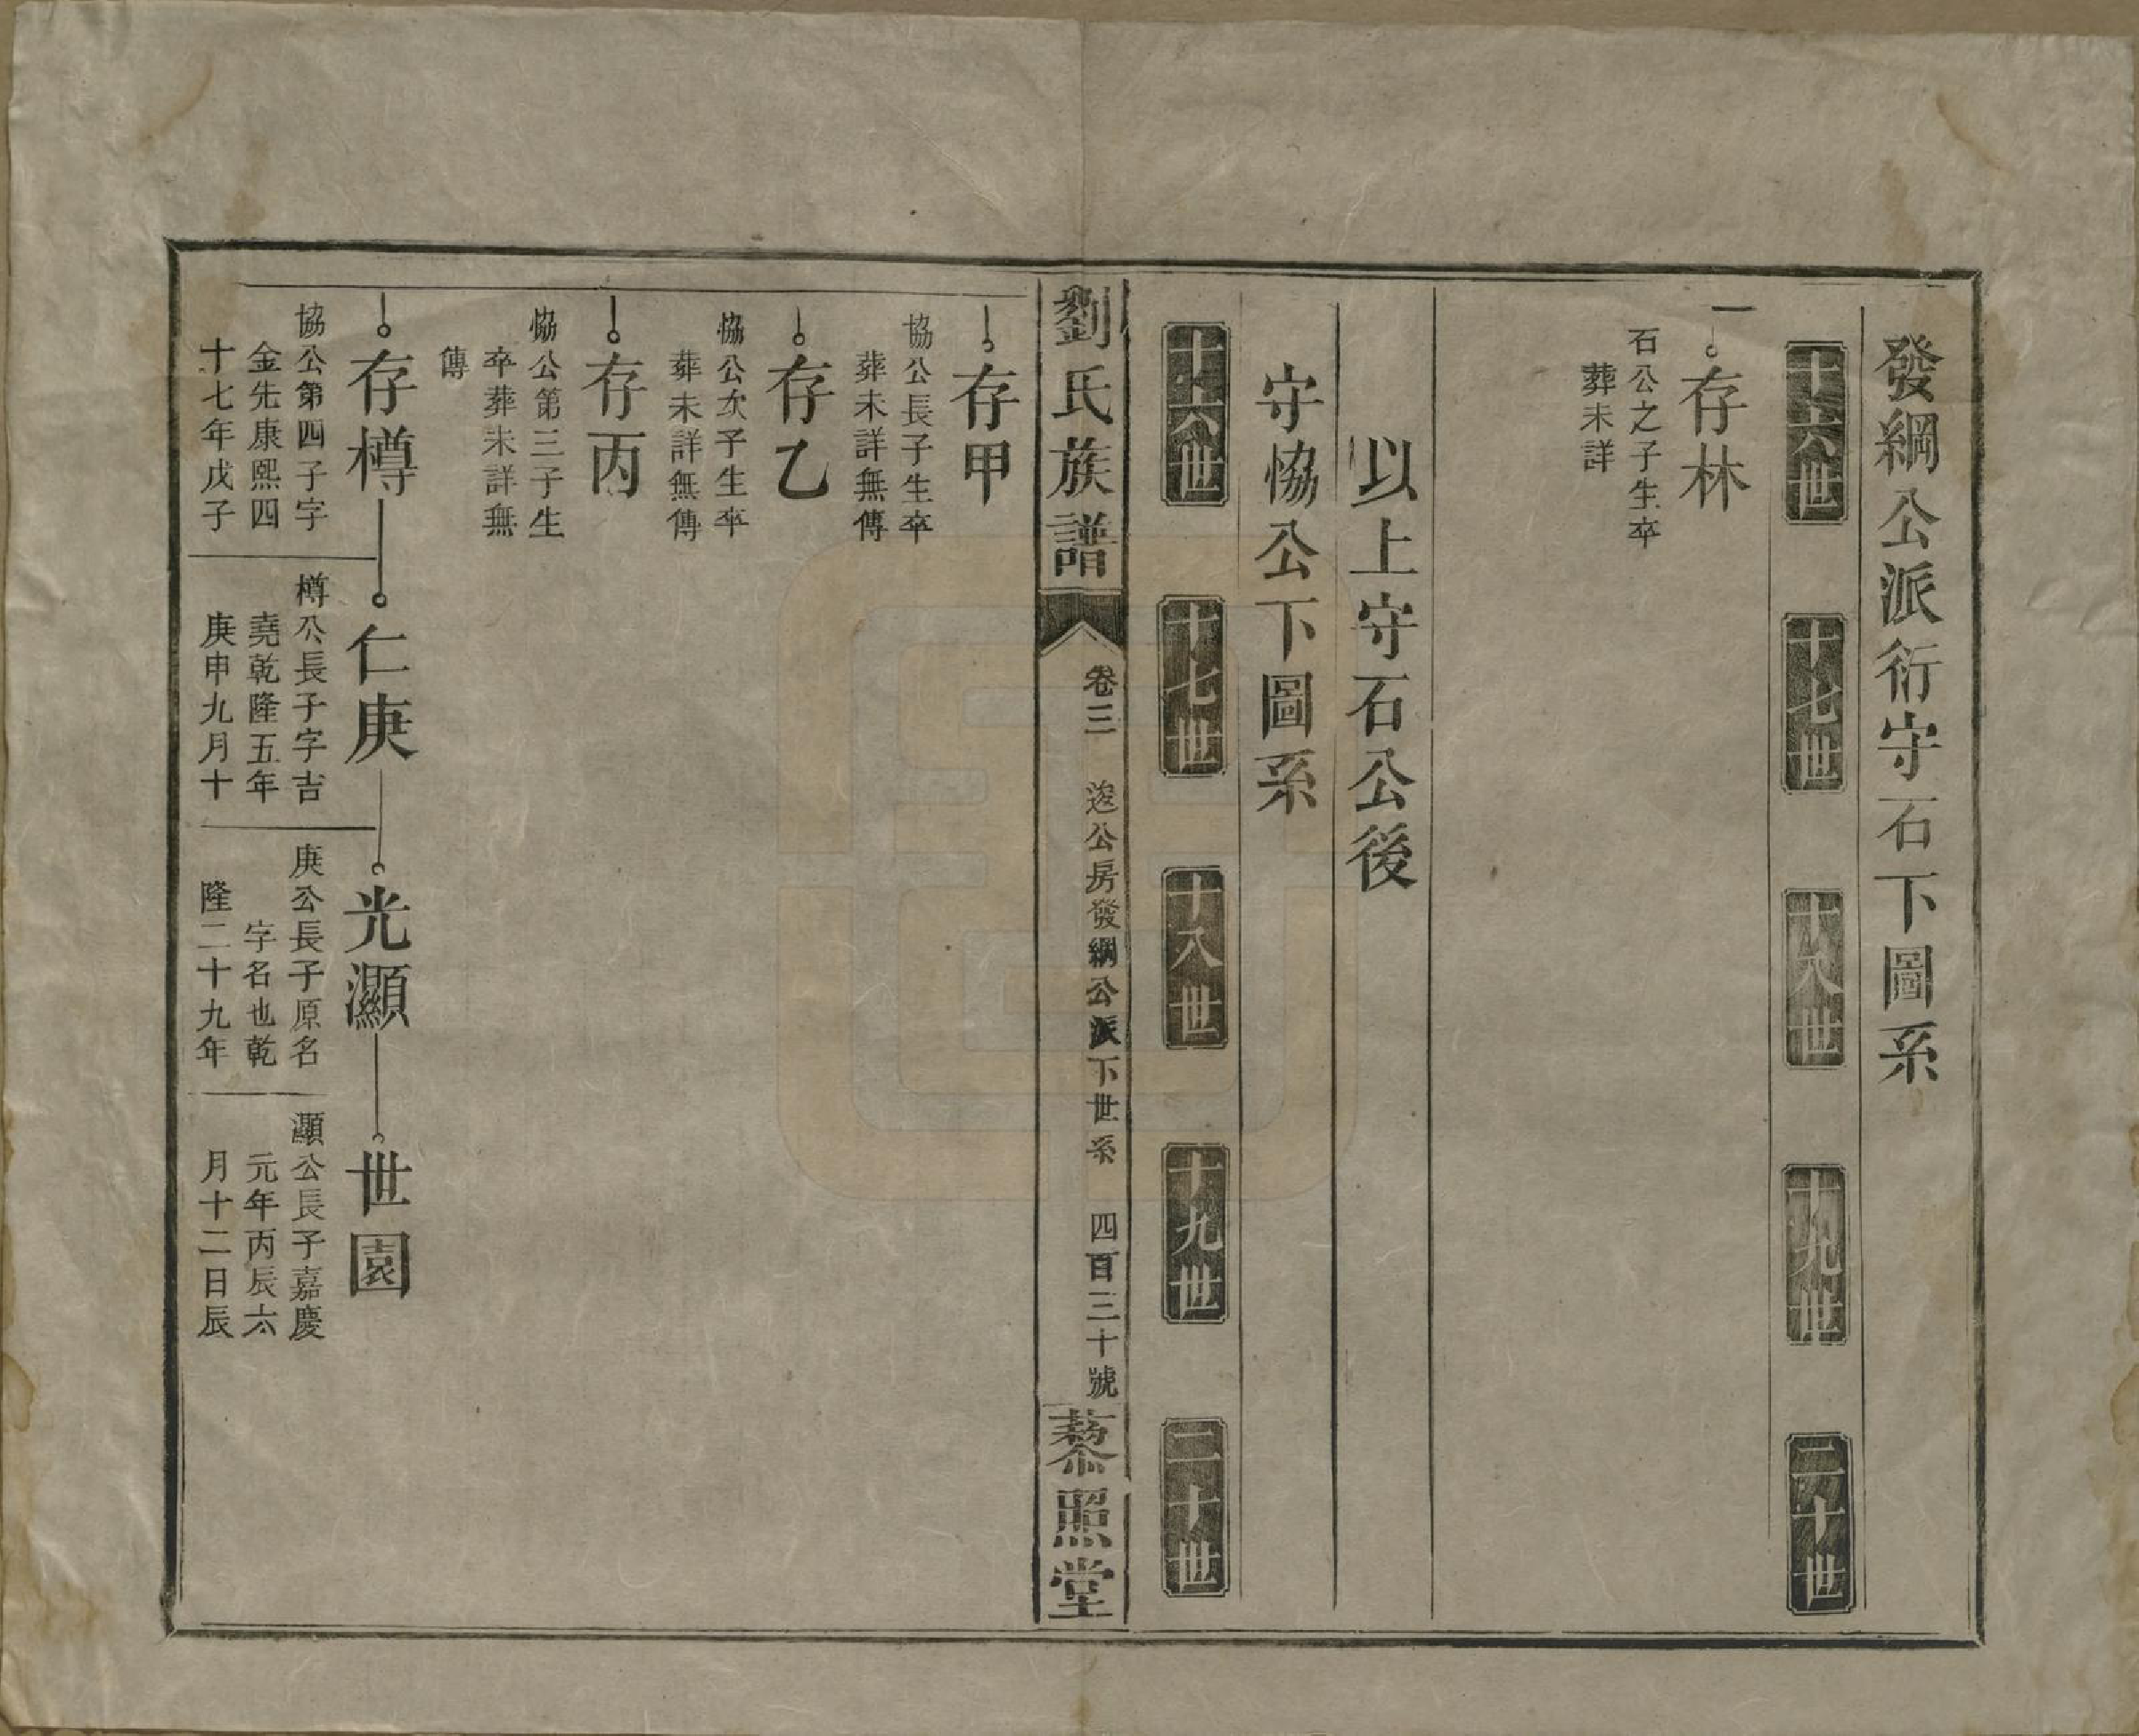 發綱公派衍守石下圖系
十六世
十七世
十八世
十九世
二十世
存林
石公之子生卒
葬未詳
以上守石公後
守恊公下圖系
十六世
十七世
十八世
十九世
二十世
劉氏族譜
卷三
公房發綱公派下世系
四百三十號
藜照堂
存甲
協公長子生卒
葬未詳無傳
存乙
恊公次子生卒
葬未詳無傳
存丙
恊公第三子生
卒葬未詳無
傳
存樽
協公第四子字
金先康熙四
十七年戊子
仁庚
樽公長子字吉
堯乾隆五年
庚申九月十
光灝
庚公長子原名
字名也乾
隆二十九年
世園
灝公長子嘉慶
元年丙辰六
月十二日辰